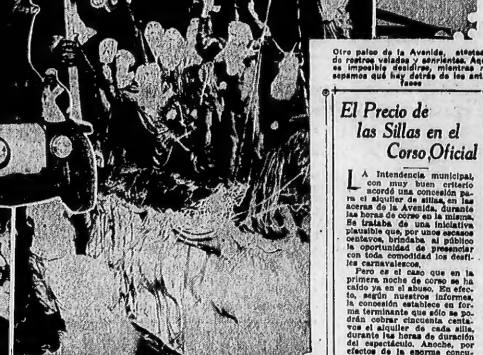 Otro palco de la Avenida, atestad
do rostros velados y sonrientes. Aqu
es imposible decidirse, mientras n
sepamos qué hay detrás de los anti
faces
El Precio de
las Sillas en el
Corso Oficial
LA Intendencia municipal,
con muy buen criterio
acordó una concesión pa-
ra el alquiler de sillas, en las
aceras de la Avenida, durante
las horas de corso en la misma.
Se trataba de una iniciativa
plausible que, por unos escasos
centavos, brindaba al público
la oportunidad de presenciar
con toda comodidad los desfi-
les carnavalescos.
Pero es el caso que en la
primera noche de corso se ha
caído ya en el abuso. En efec-
to, según nuestros informes,
la concesión establece en for-
ma terminante que sólo se po-
drán cobrar cincuenta centa-
vos el alquiler de cada silla,
durante las horas de duración
del espectáculo. Anoche, por
efectos de la enorme concu-